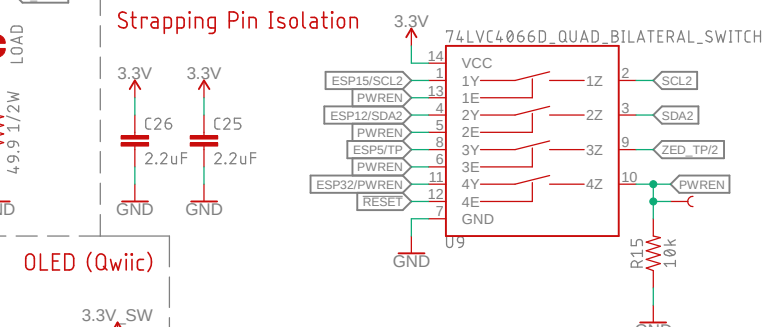 Strapping Pin Isolation
LOAD
49.9 1/2W
3.3V 3.3V
C26 C25
2.2uF 2.2uF
GND GND
3.3V
74LVC4066D_QUAD_BILATERAL_SWITCH
14 VCC
ESP15/SCL2 1 1Y 1Z 2 SCL2
PWREN 13 1E
ESP12/SDA2 4 2Y 2Z 3 SDA2
PWREN 5 2E
ESP5/TP 8 3Y 3Z 9 ZED_TP/2
PWREN 6 3E
ESP32/PWREN 11 4Y 4Z 10 PWREN
RESET 12 4E
7 GND
U9
GND
R15
10k
OLED (Qwiic)
3.3V_SW